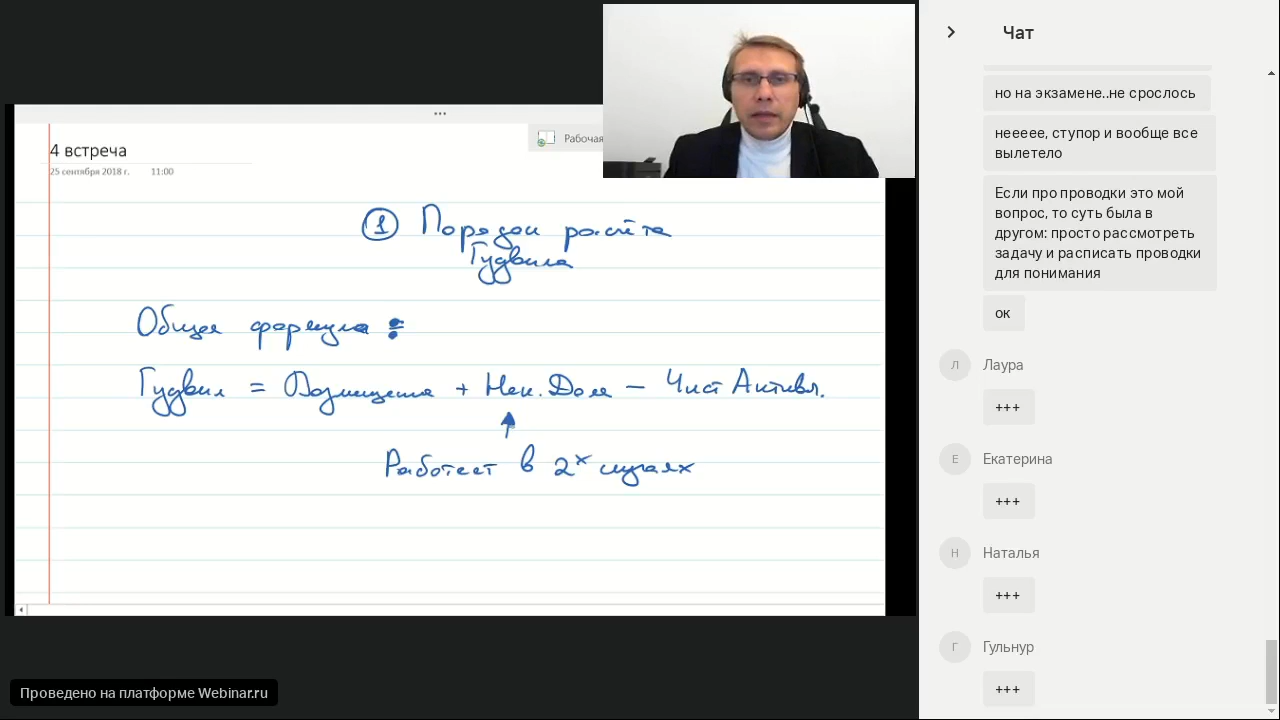 Чат
но на экзамене..не срослось
неееее, ступор и вообще все
вылетело
Если про проводки это мой
вопрос, то суть была в
другом: просто рассмотреть
задачу и расписать проводки
для понимания
ок
Л Лаура
+++
Е Екатерина
+++
Н Наталья
+++
Г Гульнур
+++
Рабочая
4 встреча
25 сентября 2018 г. 11:00
1 Порядок расчёта
Гудвила
Общая формула:
Гудвил = Возмещение + Нек. Доля – Чист Активы.
Работает в 2х случаях
Проведено на платформе Webinar.ru